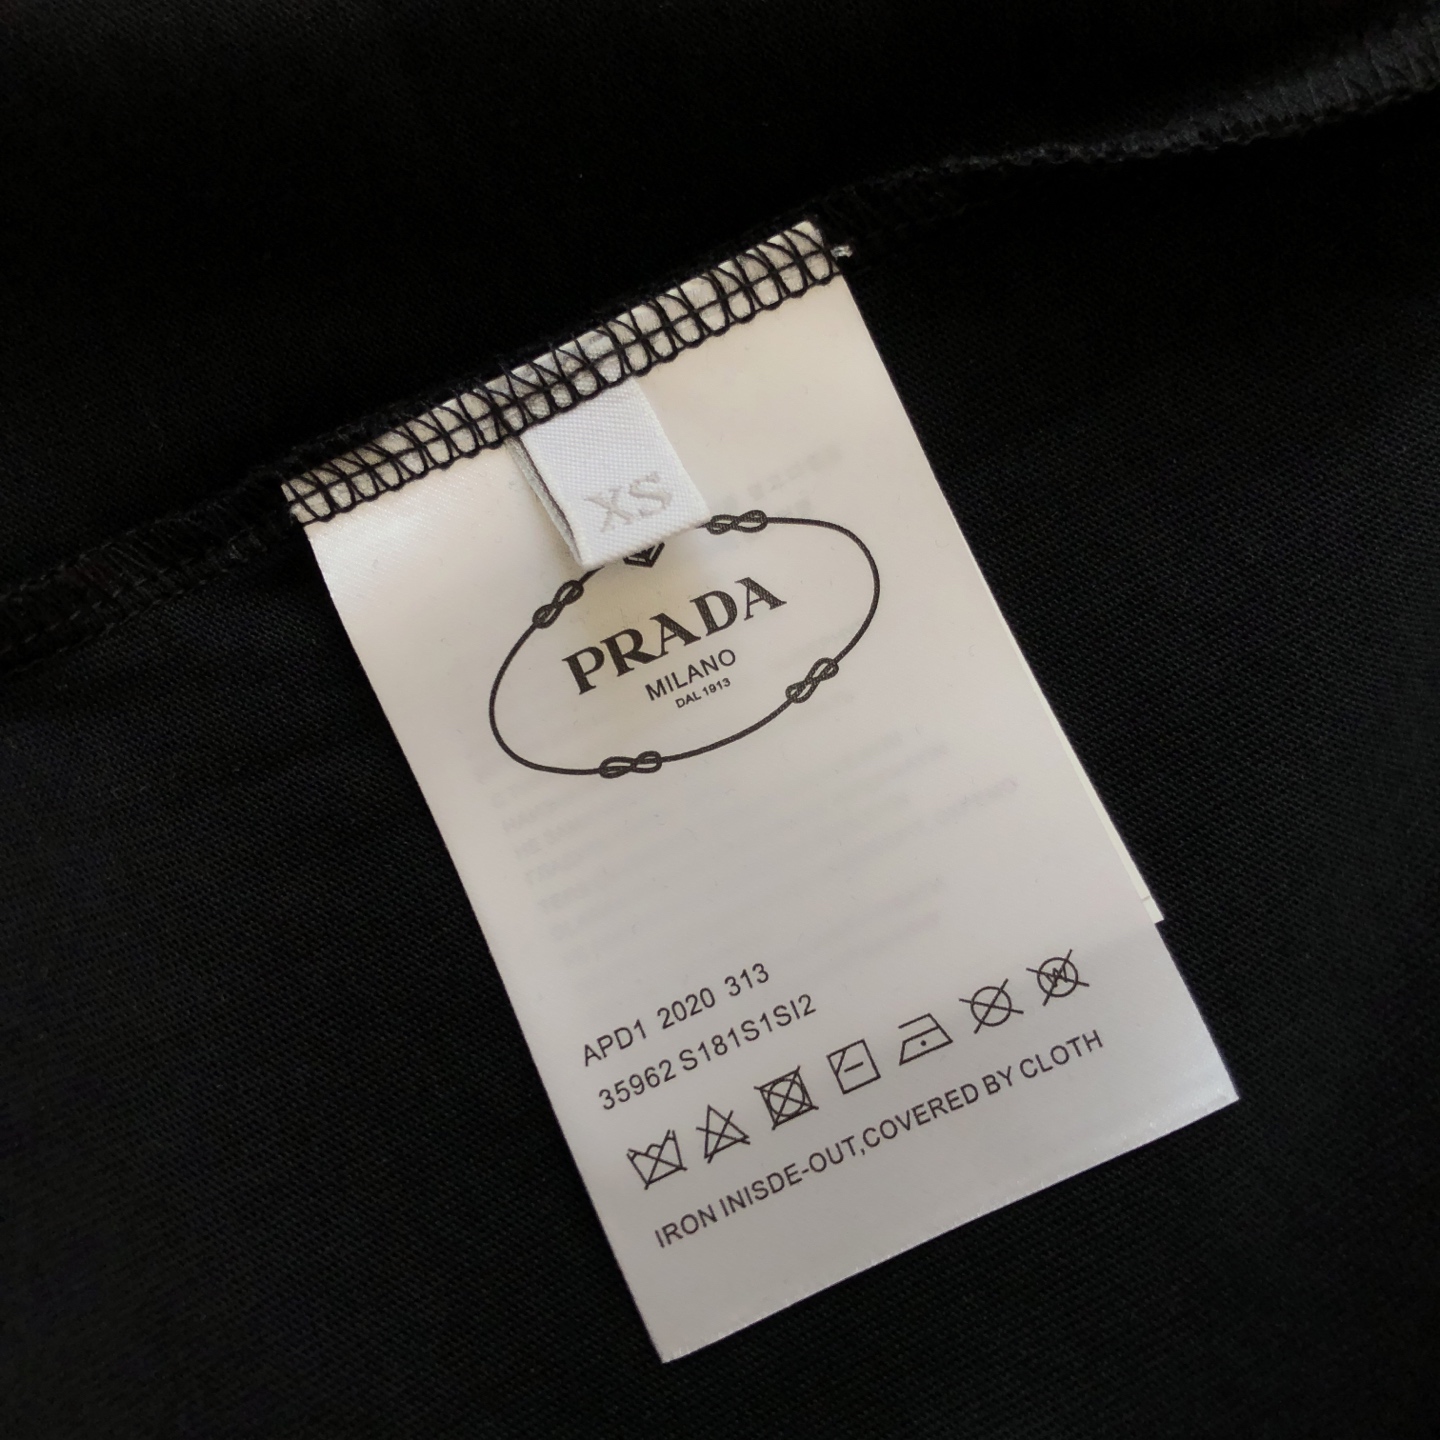 XS
PRADA
MILANO
DAL 1913
APD1 2020 313
35962 S181S1SI2
IRON INISDE-OUT,COVERED BY CLOTH